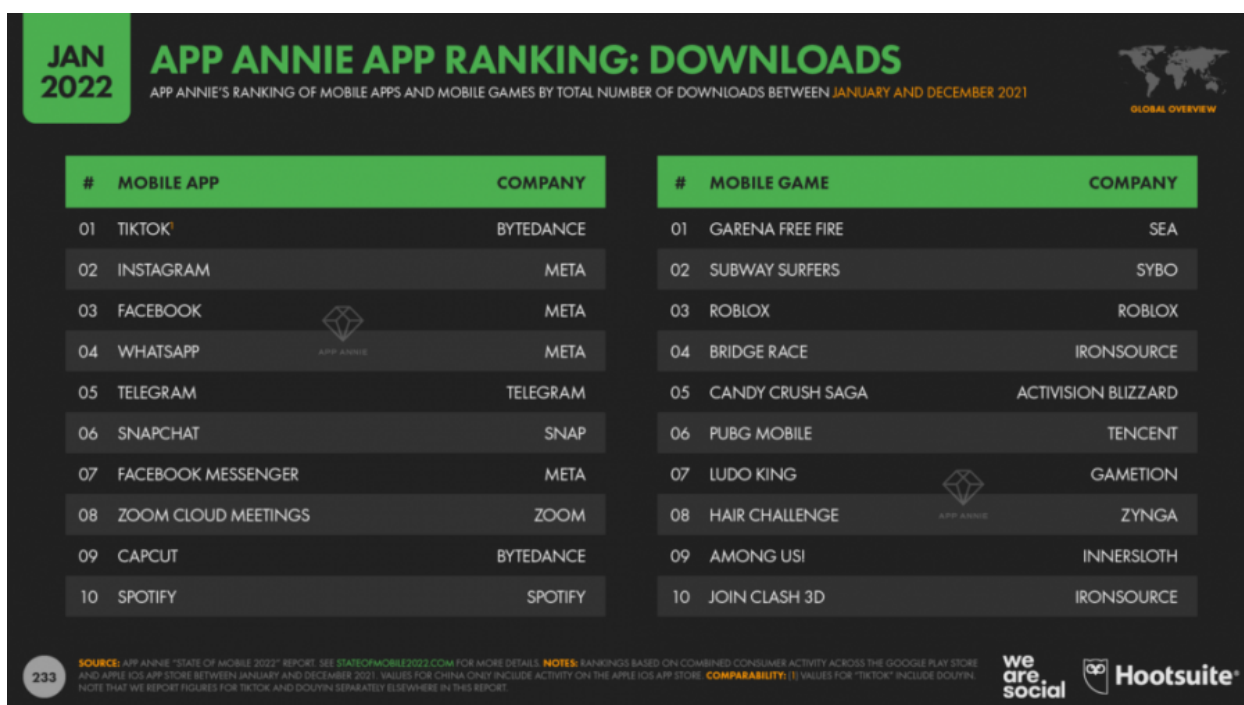 JAN
2022
APP ANNIE APP RANKING: DOWNLOADS
APP ANNIE'S RANKING OF MOBILE APPS AND MOBILE GAMES BY TOTAL NUMBER OF DOWNLOADS BETWEEN JANUARY AND DECEMBER 2021
GLOBAL OVERVIEW
# MOBILE APP COMPANY
01 TIKTOK¹ BYTEDANCE
02 INSTAGRAM META
03 FACEBOOK META
04 WHATSAPP META
05 TELEGRAM TELEGRAM
06 SNAPCHAT SNAP
07 FACEBOOK MESSENGER META
08 ZOOM CLOUD MEETINGS ZOOM
09 CAPCUT BYTEDANCE
10 SPOTIFY SPOTIFY
APP ANNIE
# MOBILE GAME COMPANY
01 GARENA FREE FIRE SEA
02 SUBWAY SURFERS SYBO
03 ROBLOX ROBLOX
04 BRIDGE RACE IRONSOURCE
05 CANDY CRUSH SAGA ACTIVISION BLIZZARD
06 PUBG MOBILE TENCENT
07 LUDO KING GAMETION
08 HAIR CHALLENGE ZYNGA
09 AMONG US! INNERSLOTH
10 JOIN CLASH 3D IRONSOURCE
APP ANNIE
233
SOURCE: APP ANNIE "STATE OF MOBILE 2022" REPORT. SEE STATEOFMOBILE2022.COM FOR MORE DETAILS. NOTES: RANKINGS BASED ON COMBINED CONSUMER ACTIVITY ACROSS THE GOOGLE PLAY STORE
AND APPLE IOS APP STORE BETWEEN JANUARY AND DECEMBER 2021. VALUES FOR CHINA ONLY INCLUDE ACTIVITY ON THE APPLE IOS APP STORE. COMPARABILITY: (1) VALUES FOR "TIKTOK" INCLUDE DOUYIN.
NOTE THAT WE REPORT FIGURES FOR TIKTOK AND DOUYIN SEPARATELY ELSEWHERE IN THIS REPORT.
we
are.
social
Hootsuite®